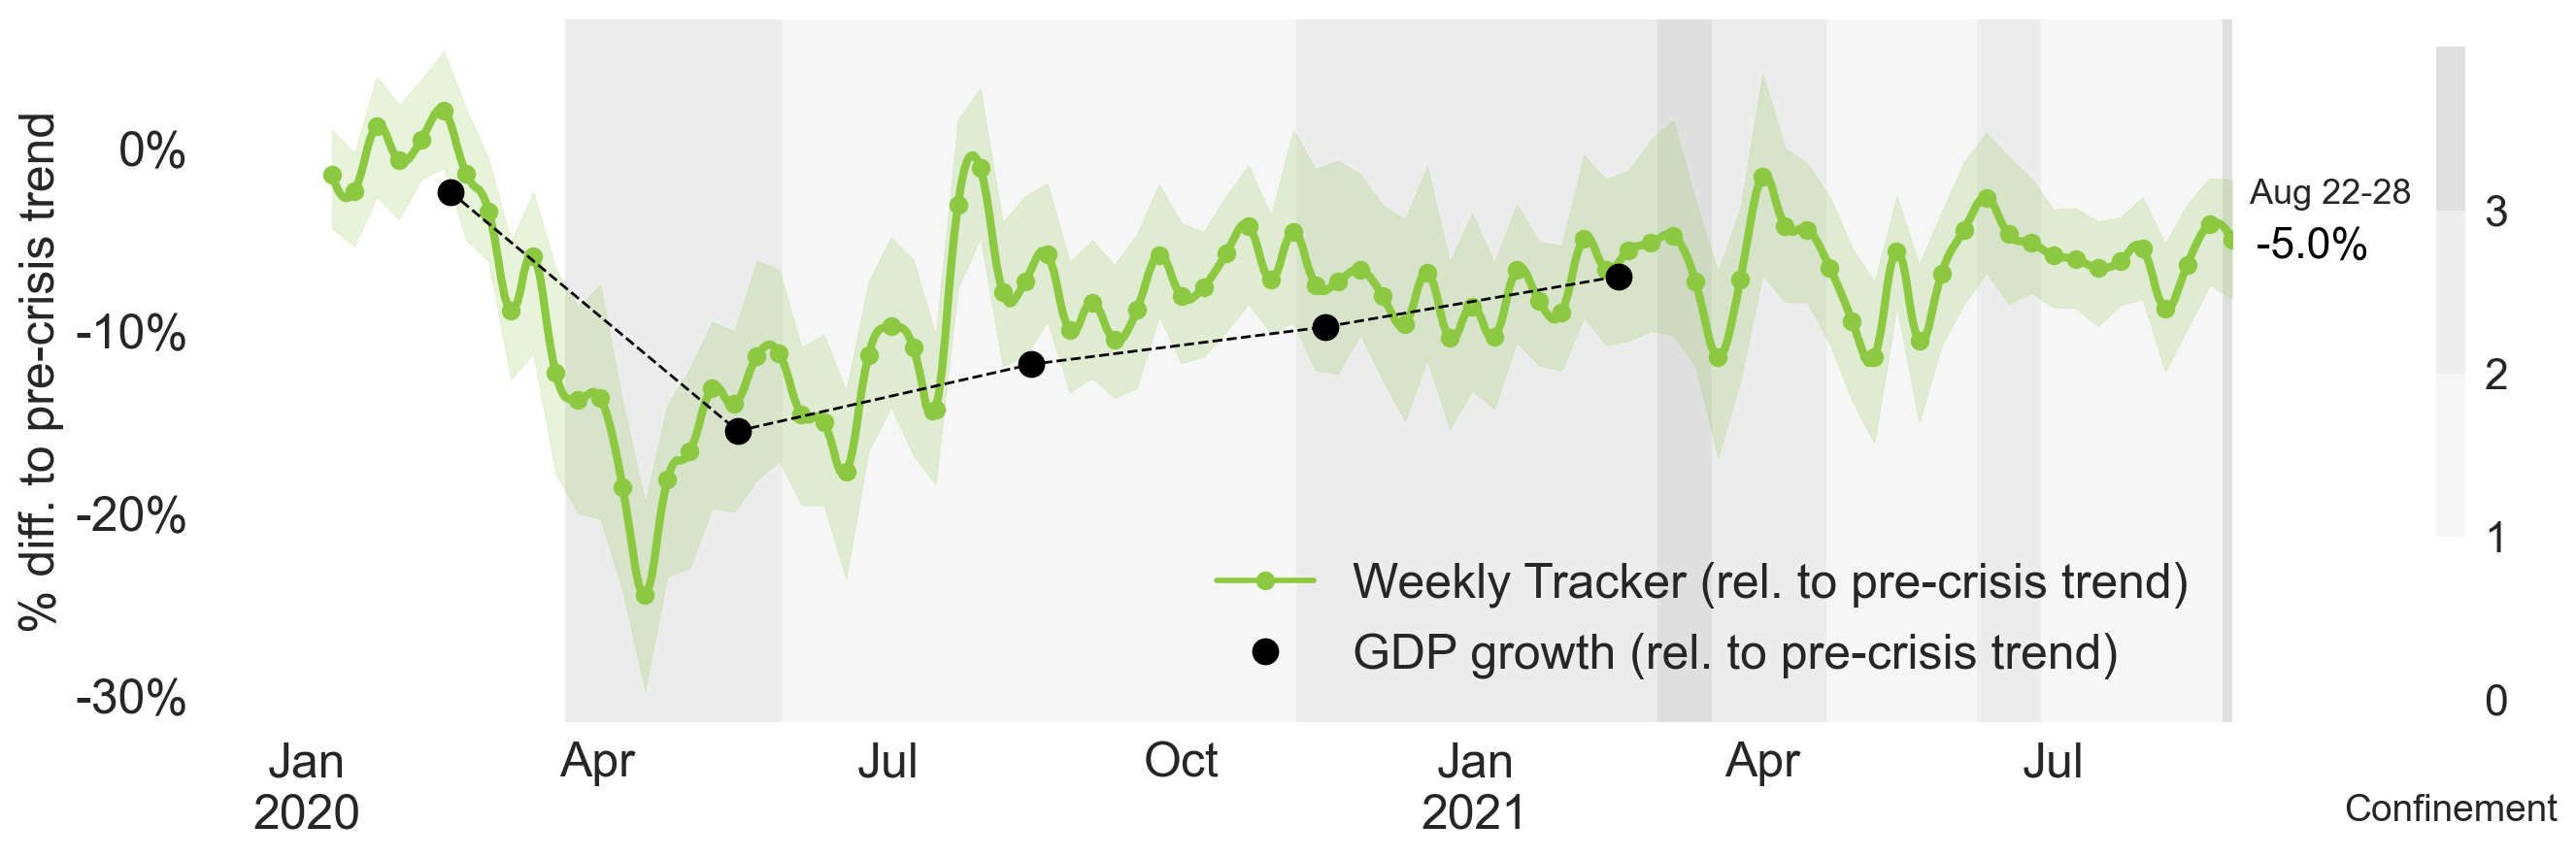 % diff. to pre-crisis trend
0%
-10%
-20%
-30%
Jan
2020
Apr
Jul
Oct
Jan
2021
Apr
Jul
Weekly Tracker (rel. to pre-crisis trend)
GDP growth (rel. to pre-crisis trend)
Aug 22-28
-5.0%
3
2
1
0
Confinement